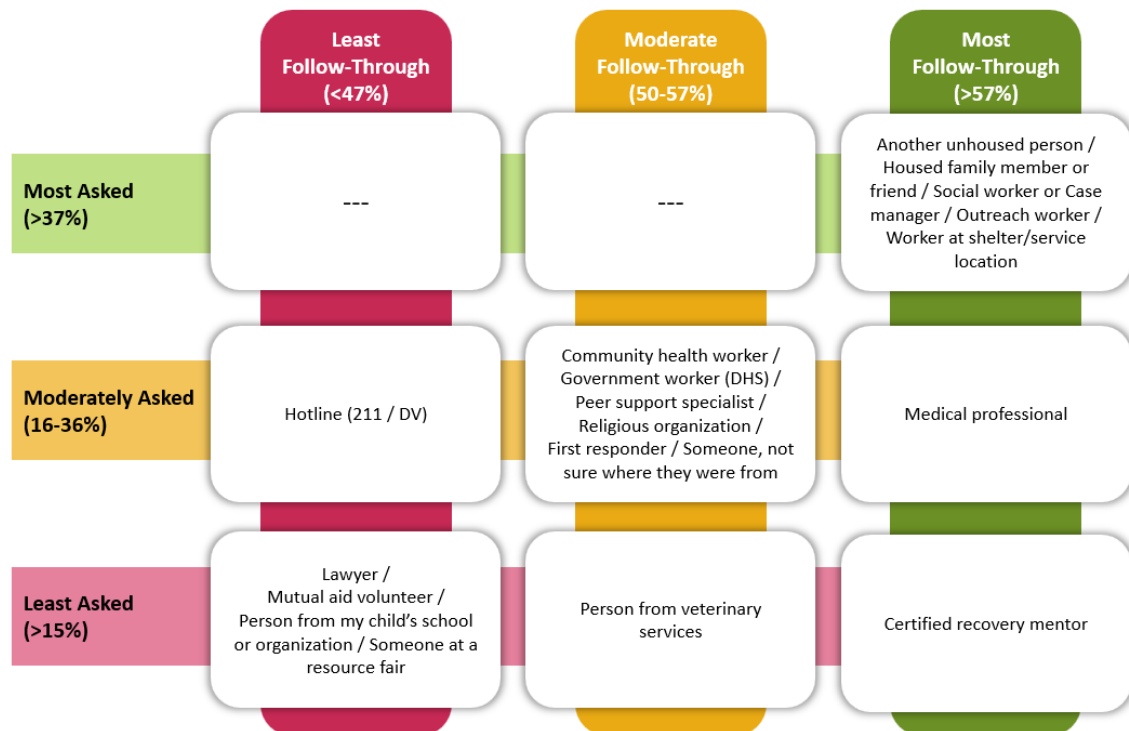 Least
Follow-Through
(<47%)
Moderate
Follow-Through
(50-57%)
Most
Follow-Through
(>57%)
Most Asked
(>37%)
---
---
Another unhoused person /
Housed family member or
friend / Social worker or Case
manager / Outreach worker /
Worker at shelter/service
location
Moderately Asked
(16-36%)
Hotline (211 / DV)
Community health worker /
Government worker (DHS) /
Peer support specialist /
Religious organization /
First responder / Someone, not
sure where they were from
Medical professional
Least Asked
(>15%)
Lawyer /
Mutual aid volunteer /
Person from my child’s school
or organization / Someone at a
resource fair
Person from veterinary
services
Certified recovery mentor